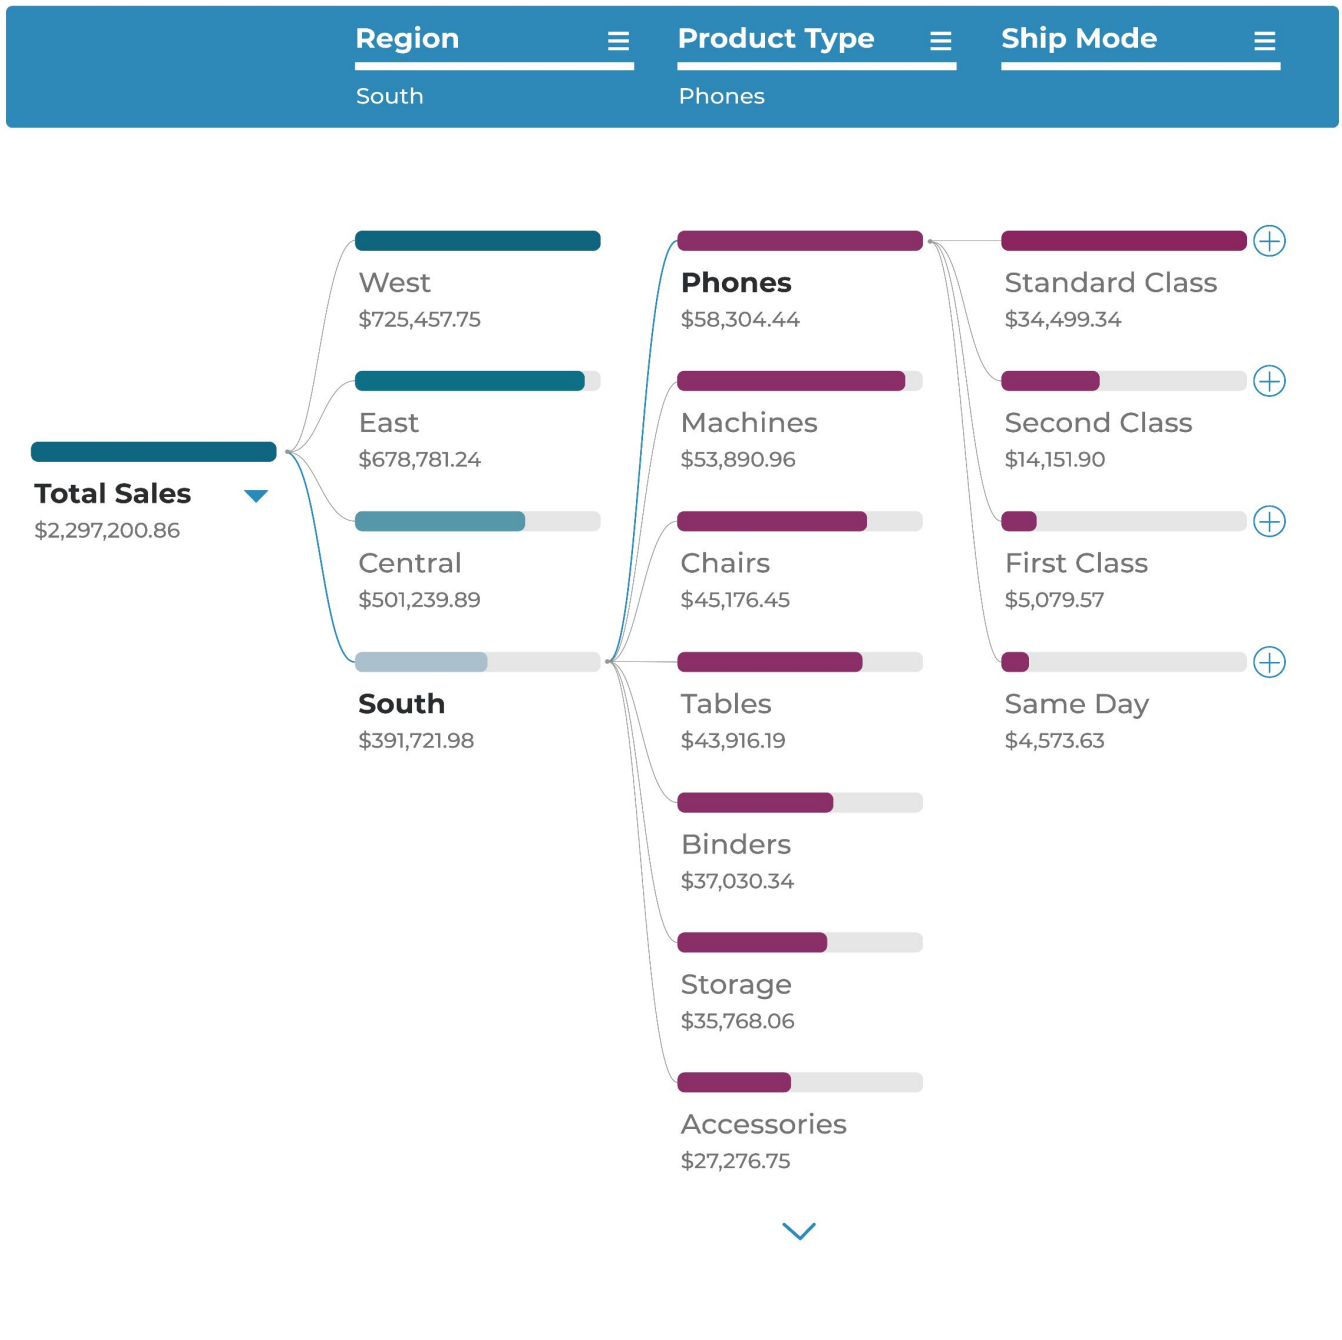 Region
Product Type
Ship Mode
South
Phones
Total Sales
$2,297,200.86
West
$725,457.75
East
$678,781.24
Central
$501,239.89
South
$391,721.98
Phones
$58,304.44
Machines
$53,890.96
Chairs
$45,176.45
Tables
$43,916.19
Binders
$37,030.34
Storage
$35,768.06
Accessories
$27,276.75
Standard Class
$34,499.34
Second Class
$14,151.90
First Class
$5,079.57
Same Day
$4,573.63